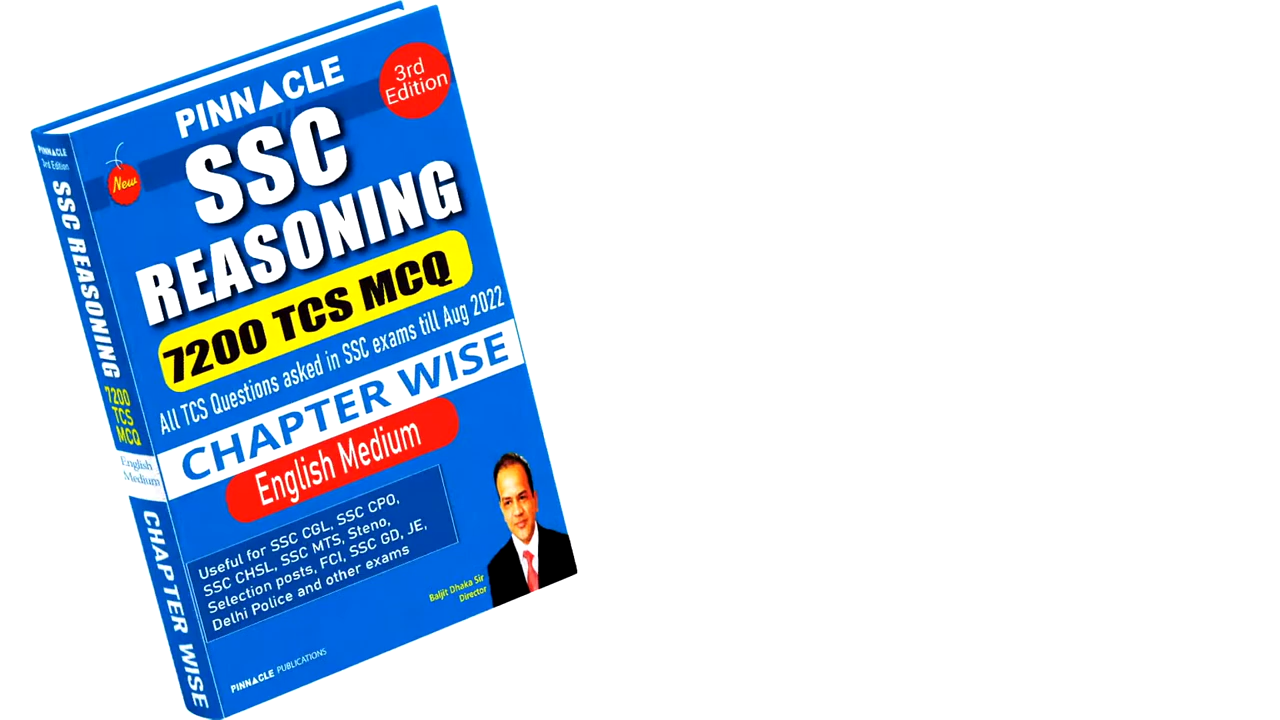 PINNACLE
3rd
Edition
New
SSC
REASONING
7200 TCS MCQ
All TCS Questions asked in SSC exams till Aug 2022
CHAPTER WISE
English Medium
Useful for SSC CGL, SSC CPO,
SSC CHSL, SSC MTS, Steno,
Selection posts, FCI, SSC GD, JE,
Delhi Police and other exams
Baljit Dhaka Sir
Director
PINNACLE PUBLICATIONS
PINNACLE
3rd Edition
SSC REASONING
7200
TCS
MCQ
English
Medium
CHAPTER WISE